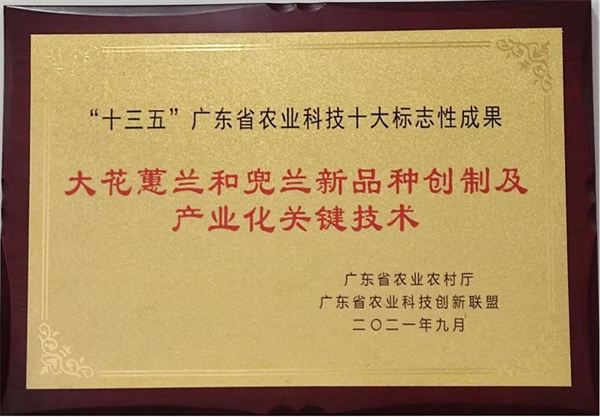 “十三五”广东省农业科技十大标志性成果
大花蕙兰和兜兰新品种创制及
产业化关键技术
广东省农业农村厅
广东省农业科技创新联盟
二〇二一年九月